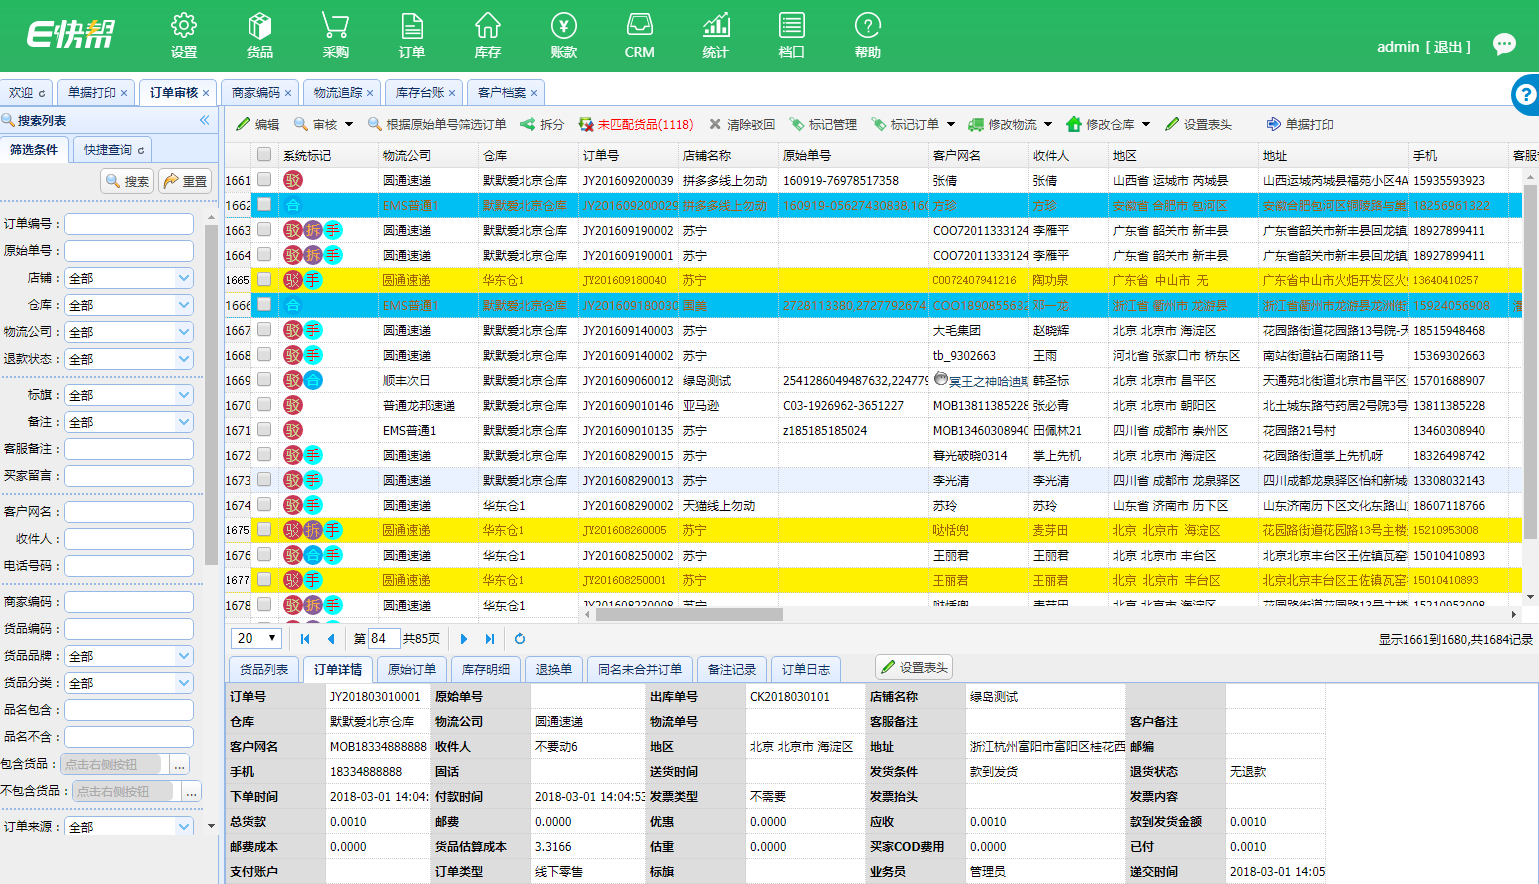 E快帮
设置 货品 采购 订单 库存 账款 CRM 统计 档口 帮助
admin [ 退出 ]
欢迎 单据打印 × 订单审核 × 商家编码 × 物流追踪 × 库存台账 × 客户档案 ×
搜索列表
筛选条件 快捷查询
搜索 重置
订单编号：
原始单号：
店铺： 全部
仓库： 全部
物流公司： 全部
退款状态： 全部
标旗： 全部
备注： 全部
客服备注：
买家留言：
客户网名：
收件人：
电话号码：
商家编码：
货品编码：
货品品牌： 全部
货品分类： 全部
品名包含：
品名不含：
包含货品： 点击右侧按钮 ...
不包含货品： 点击右侧按钮 ...
订单来源： 全部
编辑 审核 根据原始单号筛选订单 拆分 未匹配货品(1118) 清除驳回 标记管理 标记订单 修改物流 修改仓库 设置表头 单据打印
系统标记 物流公司 仓库 订单号 店铺名称 原始单号 客户网名 收件人 地区 地址 手机 客服
1661 驳 圆通速递 默默爱北京仓库 JY201609200039 拼多多线上勿动 160919-76978517358 张倩 张倩 山西省 运城市 芮城县 山西运城芮城县福苑小区4A 15935593923
1662 合 EMS普通1 默默爱北京仓库 JY201609200029 拼多多线上勿动 160919-05627430838,160 方珍 方珍 安徽省 合肥市 包河区 安徽合肥包河区铜陵路与巢 18256961322
1663 驳 拆 手 圆通速递 默默爱北京仓库 JY201609190002 苏宁 COO72011333124 李雁平 广东省 韶关市 新丰县 广东省韶关市新丰县回龙镇 18927899411
1664 驳 拆 手 圆通速递 默默爱北京仓库 JY201609190001 苏宁 COO72011333124 李雁平 广东省 韶关市 新丰县 广东省韶关市新丰县回龙镇 18927899411
1665 驳 手 圆通速递 华东仓1 JY201609180040 苏宁 C0072407941216 陶功泉 广东省 中山市 无 广东省中山市火炬开发区火 13640410257
1666 合 EMS普通1 默默爱北京仓库 JY201609180030 国美 2728113380,2727792674 COO1890855632 邓一龙 浙江省 衢州市 龙游县 浙江省衢州市龙游县龙洲街 15924056908
1667 驳 手 圆通速递 默默爱北京仓库 JY201609140003 苏宁 大毛集团 赵晓辉 北京 北京市 海淀区 花园路街道花园路13号院-天 18515948468
1668 驳 手 圆通速递 默默爱北京仓库 JY201609140002 苏宁 tb_9302663 王雨 河北省 张家口市 桥东区 南站街道钻石南路11号 15369302663
1669 驳 合 顺丰次日 默默爱北京仓库 JY201609060012 绿岛测试 2541286049487632,224779 冥王之神哈迪斯 韩圣标 北京 北京市 昌平区 天通苑北街道北京市昌平区 15701688907
1670 驳 普通龙邦速递 默默爱北京仓库 JY201609010146 亚马逊 C03-1926962-3651227 MOB13811385228 张必青 北京 北京市 朝阳区 北土城东路芍药居2号院3号 13811385228
1671 驳 EMS普通1 默默爱北京仓库 JY201609010135 苏宁 z185185185024 MOB13460308940 田佩林21 四川省 成都市 崇州区 花园路21号村 13460308940
1672 驳 手 圆通速递 默默爱北京仓库 JY201608290015 苏宁 春光破晓0314 掌上先机 北京 北京市 海淀区 花园路街道掌上先机呀 18326498742
1673 驳 手 圆通速递 默默爱北京仓库 JY201608290013 苏宁 李光清 李光清 四川省 成都市 龙泉驿区 四川成都龙泉驿区怡和新城 13308032143
1674 驳 手 圆通速递 华东仓1 JY201608290002 天猫线上勿动 苏玲 苏玲 山东省 济南市 历下区 山东济南历下区文化东路山 18607118766
1675 驳 拆 手 圆通速递 华东仓1 JY201608260005 苏宁 哒恬兜 麦芽田 北京 北京市 海淀区 花园路街道花园路13号主楼 15210953008
1676 驳 合 手 圆通速递 华东仓1 JY201608250002 苏宁 王丽君 王丽君 北京 北京市 丰台区 北京北京丰台区王佐镇瓦窑 15010410893
1677 驳 手 圆通速递 华东仓1 JY201608250001 苏宁 王丽君 王丽君 北京 北京市 丰台区 北京北京丰台区王佐镇瓦窑 15010410893
1678 驳 拆 手 圆通速递 华东仓1 JY201608230008 苏宁 哒恬兜 麦芽田 北京 北京市 海淀区 花园路街道花园路13号主楼 15210953008
20 第 84 共85页 显示1661到1680,共1684记录
货品列表 订单详情 原始订单 库存明细 退换单 同名未合并订单 备注记录 订单日志 设置表头
订单号 JY201803010001 原始单号 出库单号 CK2018030101 店铺名称 绿岛测试
仓库 默默爱北京仓库 物流公司 圆通速递 物流单号 客服备注 客户备注
客户网名 MOB18334888888 收件人 不要动6 地区 北京 北京市 海淀区 地址 浙江杭州富阳市富阳区桂花西 邮编
手机 18334888888 固话 送货时间 发货条件 款到发货 退货状态 无退款
下单时间 2018-03-01 14:04: 付款时间 2018-03-01 14:04:53 发票类型 不需要 发票抬头 发票内容
总货款 0.0010 邮费 0.0000 优惠 0.0000 应收 0.0010 款到发货金额 0.0010
邮费成本 0.0000 货品估算成本 3.3166 估重 0.0000 买家COD费用 0.0000 已付 0.0010
支付账户 订单类型 线下零售 标旗 业务员 管理员 递交时间 2018-03-01 14:05